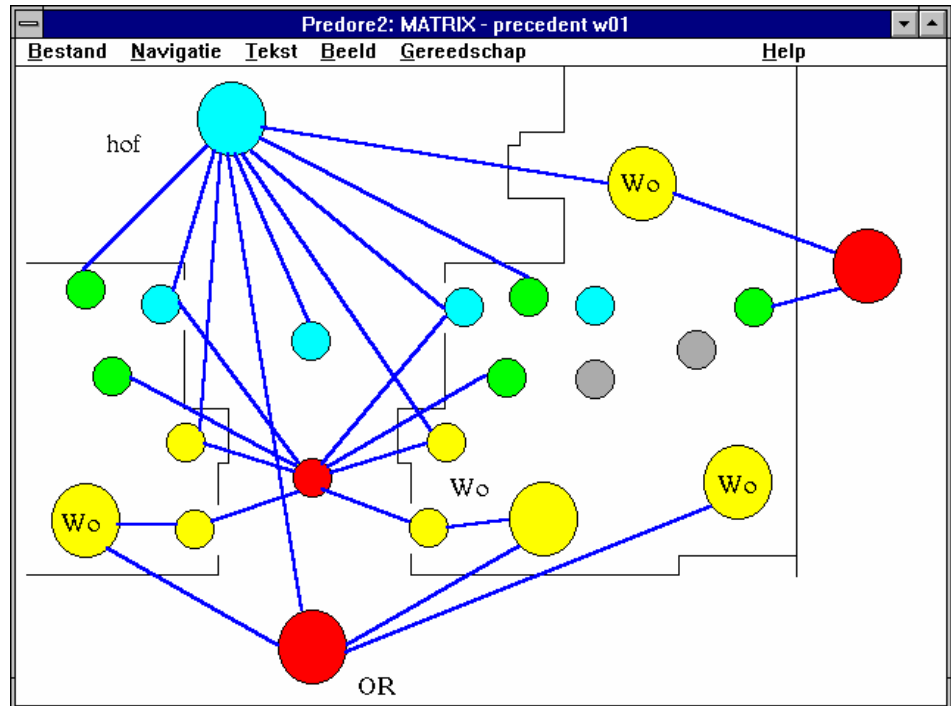 Predore2: MATRIX - precedent w01
Bestand Navigatie Tekst Beeld Gereedschap Help
hof
Wo
Wo
Wo
Wo
OR